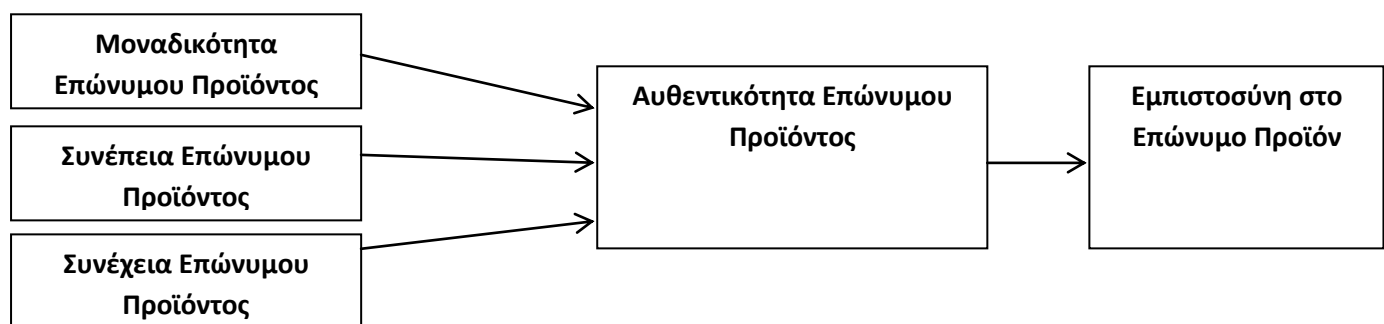 Μοναδικότητα
Επώνυμου Προϊόντος
Συνέπεια Επώνυμου
Προϊόντος
Συνέχεια Επώνυμου
Προϊόντος
Αυθεντικότητα Επώνυμου
Προϊόντος
Εμπιστοσύνη στο
Επώνυμο Προϊόν